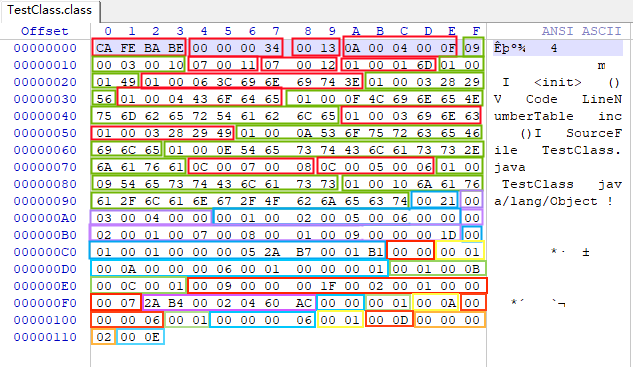 TestClass.class
Offset 0 1 2 3 4 5 6 7 8 9 A B C D E F ANSI ASCII
00000000 CA FE BA BE 00 00 00 34 00 13 0A 00 04 00 0F 09 Êþº¾ 4
00000010 00 03 00 10 07 00 11 07 00 12 01 00 01 6D 01 00 m
00000020 01 49 01 00 06 3C 69 6E 69 74 3E 01 00 03 28 29 I <init> ()
00000030 56 01 00 04 43 6F 64 65 01 00 0F 4C 69 6E 65 4E V Code LineN
00000040 75 6D 62 65 72 54 61 62 6C 65 01 00 03 69 6E 63 umberTable inc
00000050 01 00 03 28 29 49 01 00 0A 53 6F 75 72 63 65 46 ()I SourceF
00000060 69 6C 65 01 00 0E 54 65 73 74 43 6C 61 73 73 2E ile TestClass.
00000070 6A 61 76 61 0C 00 07 00 08 0C 00 05 00 06 01 00 java
00000080 09 54 65 73 74 43 6C 61 73 73 01 00 10 6A 61 76 TestClass jav
00000090 61 2F 6C 61 6E 67 2F 4F 62 6A 65 63 74 00 21 00 a/lang/Object !
000000A0 03 00 04 00 00 00 01 00 02 00 05 00 06 00 00 00
000000B0 02 00 01 00 07 00 08 00 01 00 09 00 00 00 1D 00
000000C0 01 00 01 00 00 00 05 2A B7 00 01 B1 00 00 00 01 *· ±
000000D0 00 0A 00 00 00 06 00 01 00 00 00 01 00 01 00 0B
000000E0 00 0C 00 01 00 09 00 00 00 1F 00 02 00 01 00 00
000000F0 00 07 2A B4 00 02 04 60 AC 00 00 00 01 00 0A 00 *´ `¬
00000100 00 00 06 00 01 00 00 00 06 00 01 00 0D 00 00 00
00000110 02 00 0E